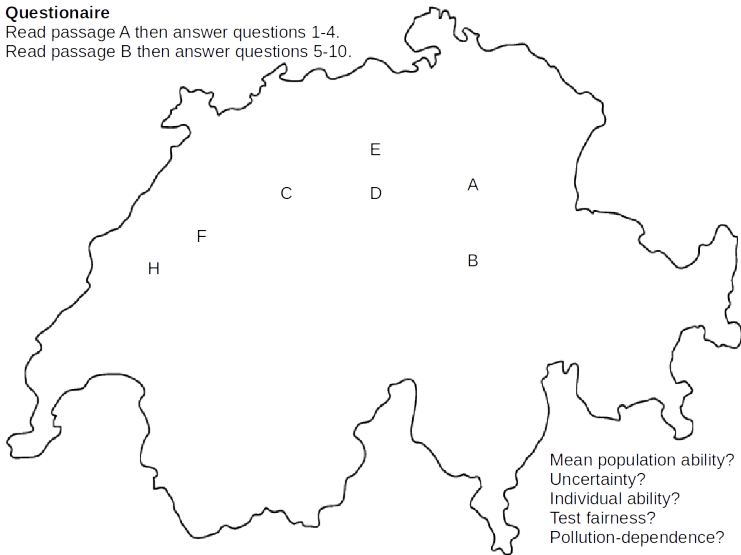 Questionaire
Read passage A then answer questions 1-4.
Read passage B then answer questions 5-10.
E
C
D
A
F
H
B
Mean population ability?
Uncertainty?
Individual ability?
Test fairness?
Pollution-dependence?